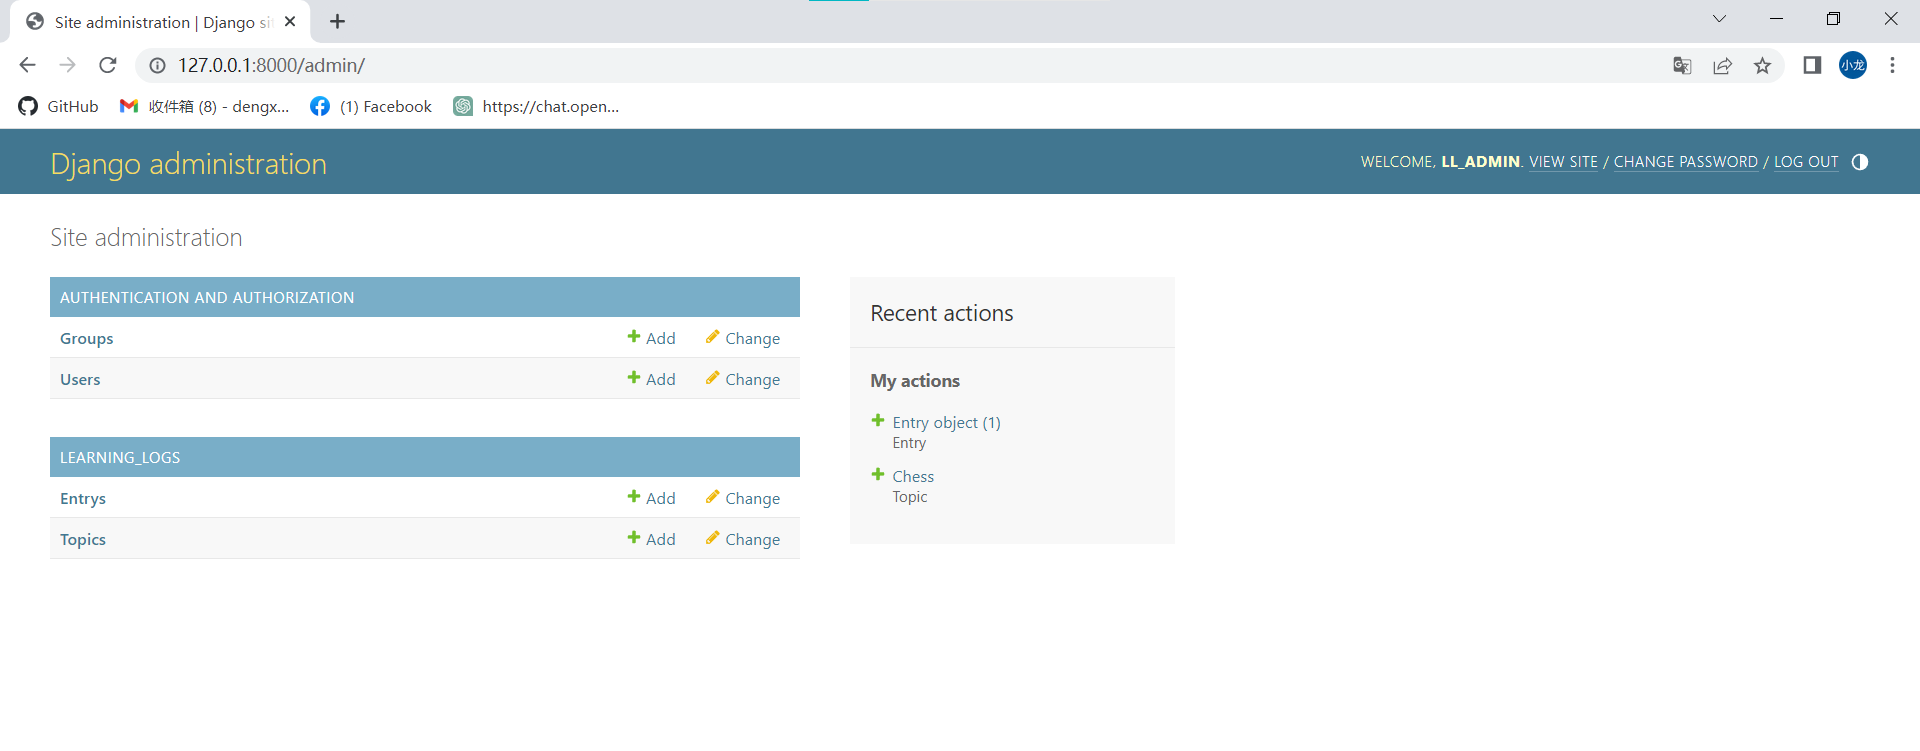 Site administration | Django si
127.0.0.1:8000/admin/
小龙
GitHub
收件箱 (8) - dengx...
(1) Facebook
https://chat.open...
Django administration
WELCOME, LL_ADMIN. VIEW SITE / CHANGE PASSWORD / LOG OUT
Site administration
AUTHENTICATION AND AUTHORIZATION
Groups Add Change
Users Add Change
LEARNING_LOGS
Entrys Add Change
Topics Add Change
Recent actions
My actions
Entry object (1)
Entry
Chess
Topic